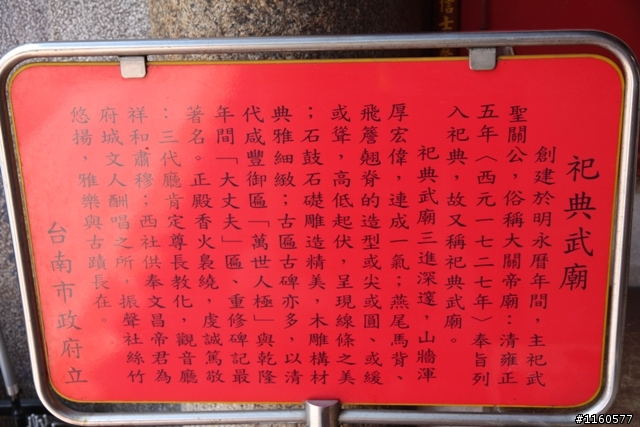 祀典武廟
創建於明永曆年間，主祀武
聖關公，俗稱大關帝廟：清雍正
五年〈西元一七二七年〉奉旨列
入祀典，故又稱祀典武廟。
祀典武廟三進深邃，山牆渾
厚宏偉，連成一氣；燕尾馬背、
飛簷翹脊的造型或尖或圓、或緩
或聳，高低起伏，呈現線條之美
；石鼓石礎雕造精美，木雕構材
典雅細緻；古匾古碑亦多，以清
代咸豐御匾「萬世人極」與乾隆
年間「大丈夫」匾、重修碑記最
著名。正殿香火裊繞，虔誠篤敬
：三代廳肯定尊長教化，觀音廳
祥和肅穆；西社供奉文昌帝君為
府城文人酬唱之所，振聲社絲竹
悠揚，雅樂與古蹟長在。
台南市政府立
信士
#1160577